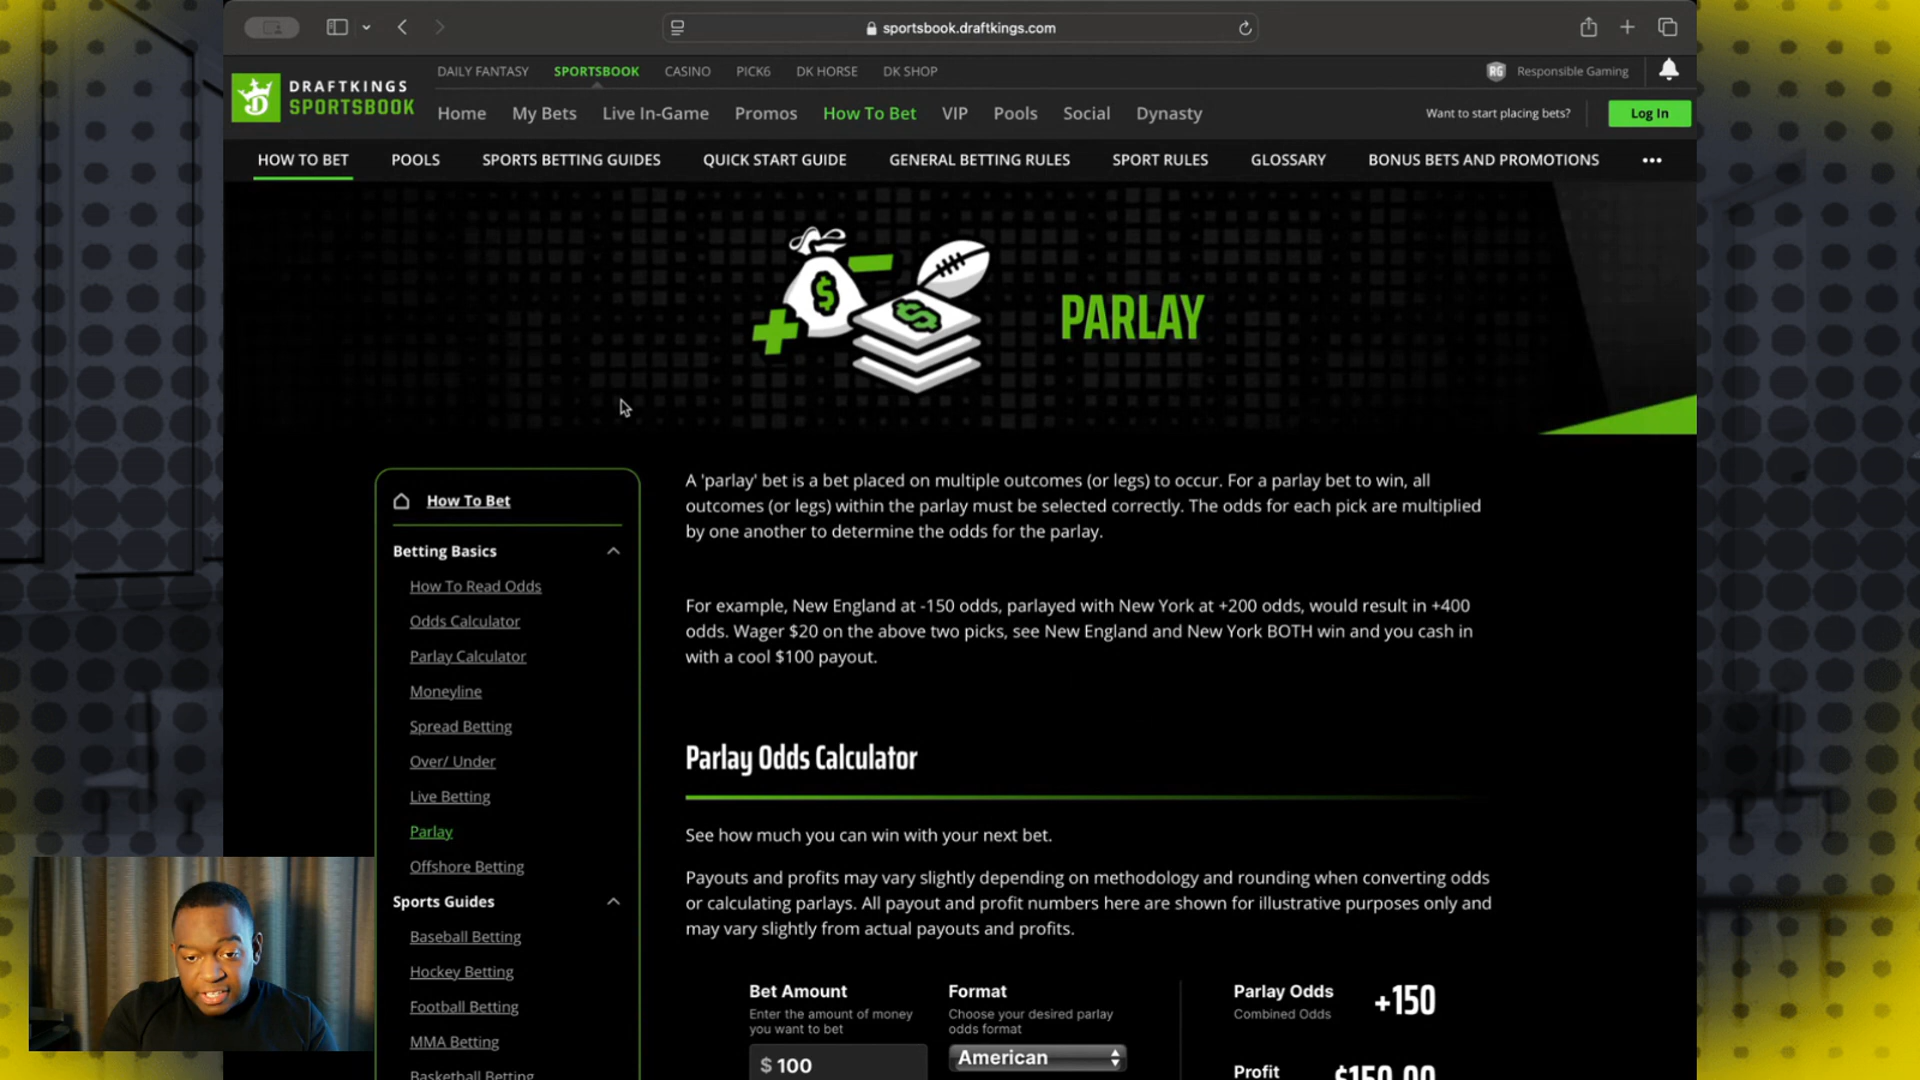 sportsbook.draftkings.com
DRAFTKINGS
SPORTSBOOK
DAILY FANTASY SPORTSBOOK CASINO PICK6 DK HORSE DK SHOP
RG Responsible Gaming
Home My Bets Live In-Game Promos How To Bet VIP Pools Social Dynasty
Want to start placing bets? Log In
HOW TO BET POOLS SPORTS BETTING GUIDES QUICK START GUIDE GENERAL BETTING RULES SPORT RULES GLOSSARY BONUS BETS AND PROMOTIONS •••
PARLAY
How To Bet
Betting Basics
How To Read Odds
Odds Calculator
Parlay Calculator
Moneyline
Spread Betting
Over/ Under
Live Betting
Parlay
Offshore Betting
Sports Guides
Baseball Betting
Hockey Betting
Football Betting
MMA Betting
Basketball Betting
A 'parlay' bet is a bet placed on multiple outcomes (or legs) to occur. For a parlay bet to win, all
outcomes (or legs) within the parlay must be selected correctly. The odds for each pick are multiplied
by one another to determine the odds for the parlay.
For example, New England at -150 odds, parlayed with New York at +200 odds, would result in +400
odds. Wager $20 on the above two picks, see New England and New York BOTH win and you cash in
with a cool $100 payout.
Parlay Odds Calculator
See how much you can win with your next bet.
Payouts and profits may vary slightly depending on methodology and rounding when converting odds
or calculating parlays. All payout and profit numbers here are shown for illustrative purposes only and
may vary slightly from actual payouts and profits.
Bet Amount
Enter the amount of money
you want to bet
$ 100
Format
Choose your desired parlay
odds format
American
Parlay Odds
Combined Odds
+150
Profit
$150.00